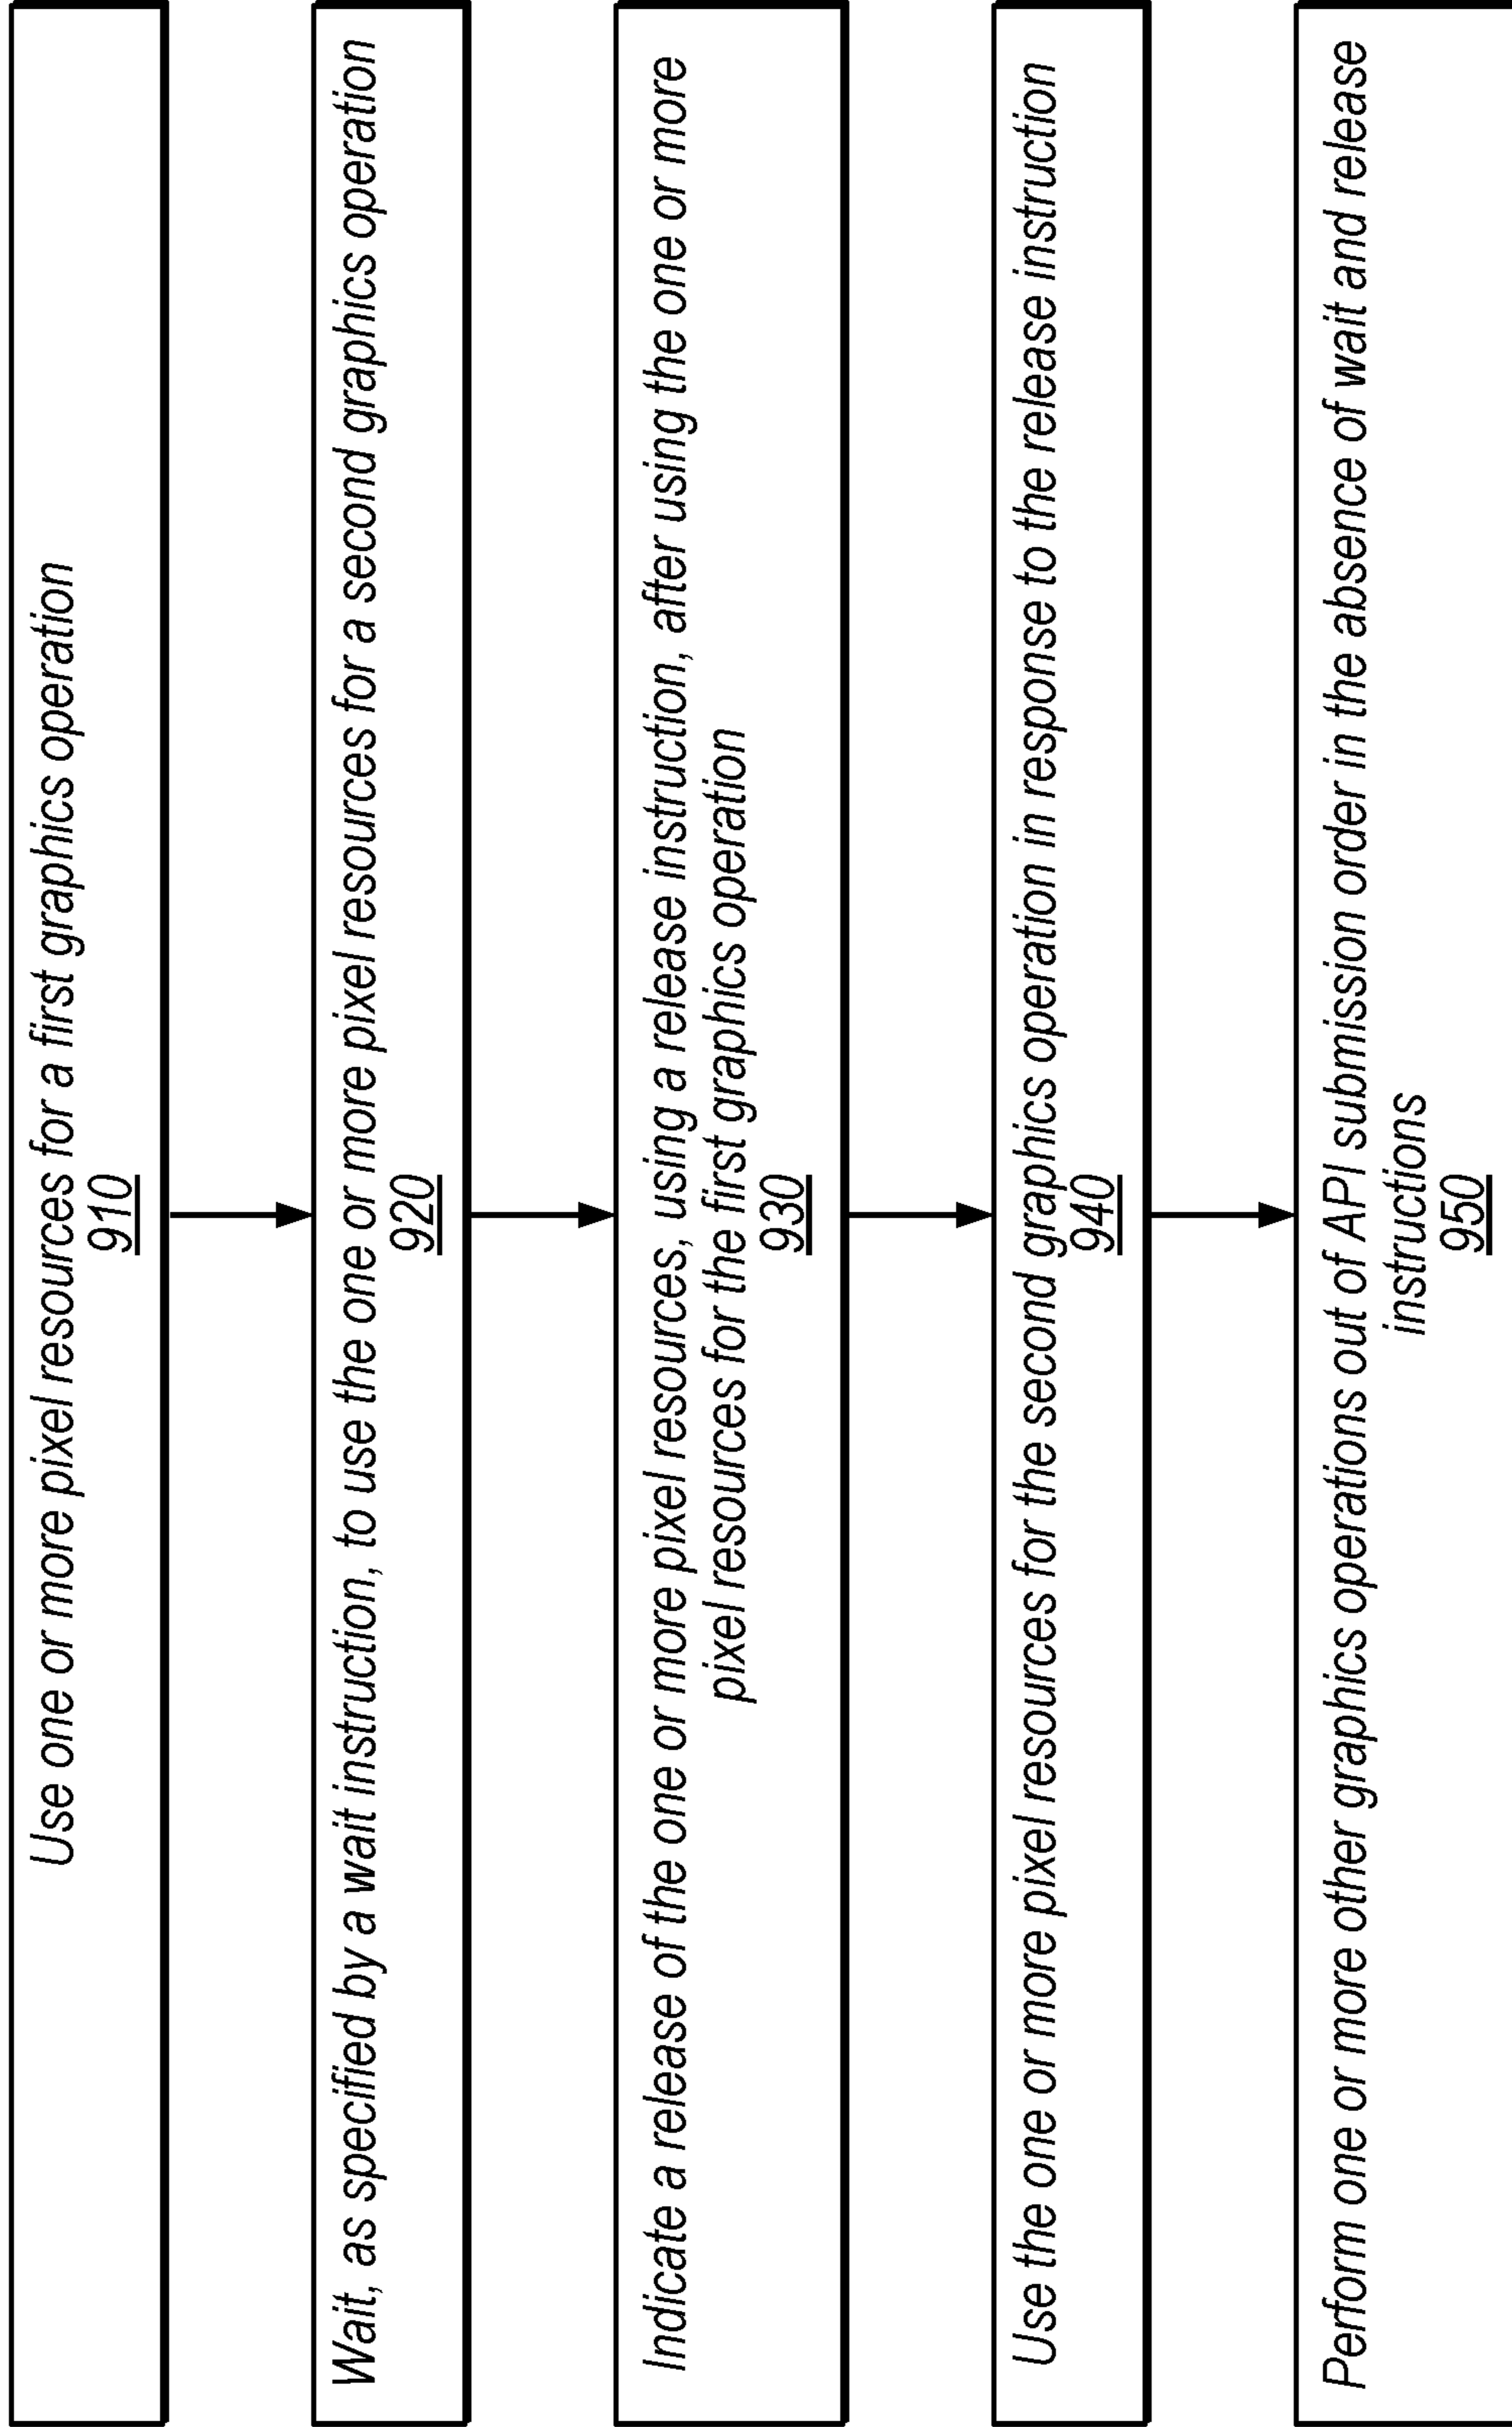 Use one or more pixel resources for a first graphics operation
910
Wait, as specified by a wait instruction, to use the one or more pixel resources for a second graphics operation
920
Indicate a release of the one or more pixel resources, using a release instruction, after using the one or more
pixel resources for the first graphics operation
930
Use the one or more pixel resources for the second graphics operation in response to the release instruction
940
Perform one or more other graphics operations out of API submission order in the absence of wait and release
instructions
950